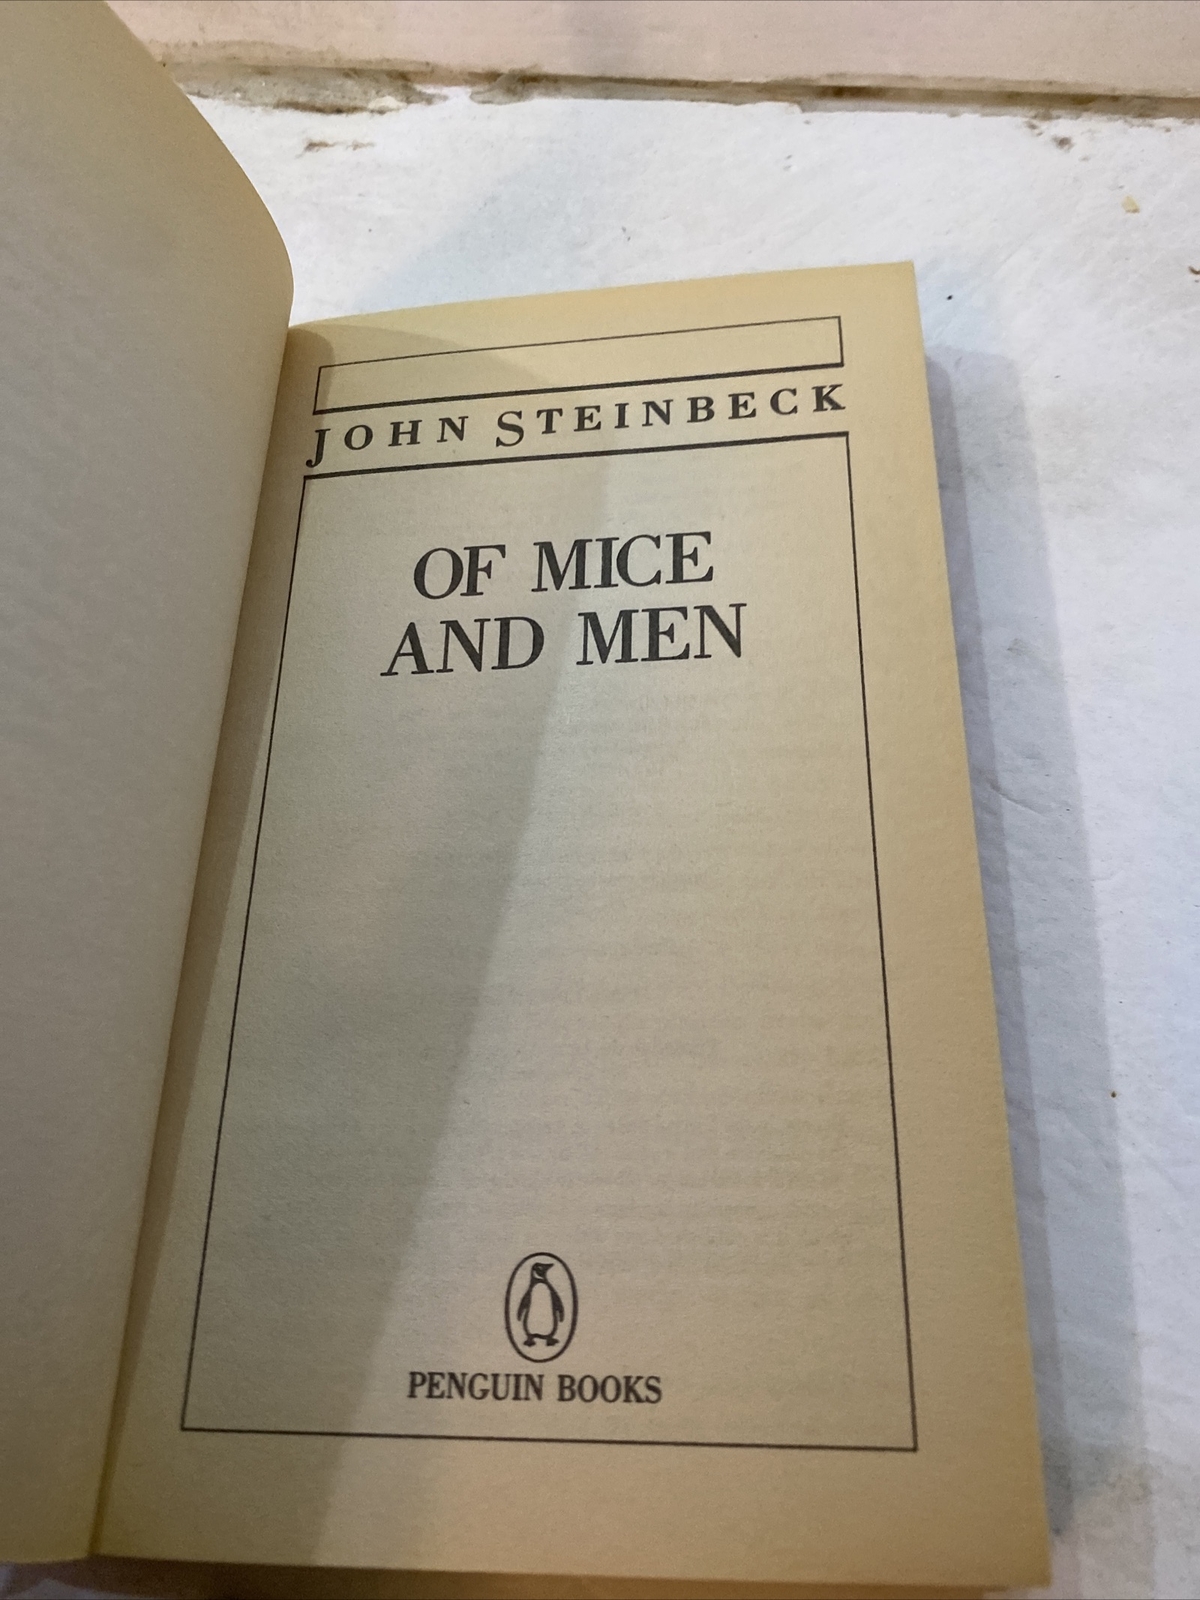 JOHN STEINBECK
OF MICE
AND MEN
PENGUIN BOOKS